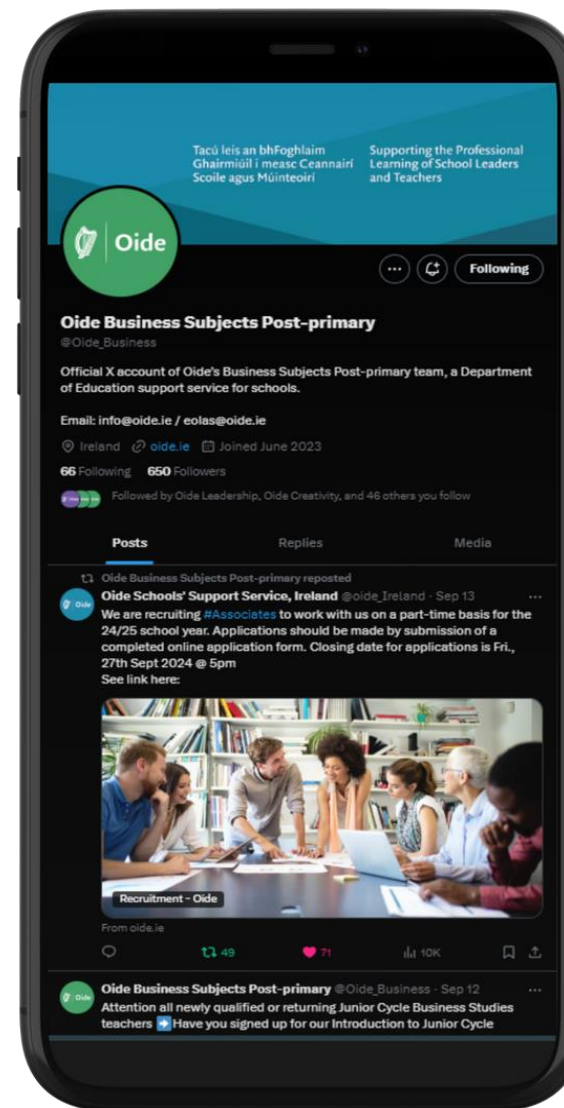 Tacú leis an bhFoghlaim
Ghairmiúil i measc Ceannairí
Scoile agus Múinteoirí
Supporting the Professional
Learning of School Leaders
and Teachers
Oide
Following
Oide Business Subjects Post-primary
@Oide_Business
Official X account of Oide's Business Subjects Post-primary team, a Department
of Education support service for schools.
Email: info@oide.ie / eolas@oide.ie
Ireland oide.ie Joined June 2023
66 Following 650 Followers
Followed by Oide Leadership, Oide Creativity, and 46 others you follow
Posts Replies Media
Oide Business Subjects Post-primary reposted
Oide
Oide Schools' Support Service, Ireland @oide_Ireland · Sep 13
We are recruiting #Associates to work with us on a part-time basis for the
24/25 school year. Applications should be made by submission of a
completed online application form. Closing date for applications is Fri.,
27th Sept 2024 @ 5pm
See link here:
Recruitment - Oide
From oide.ie
49 71 10K
Oide
Oide Business Subjects Post-primary @Oide_Business · Sep 12
Attention all newly qualified or returning Junior Cycle Business Studies
teachers ➡️Have you signed up for our Introduction to Junior Cycle